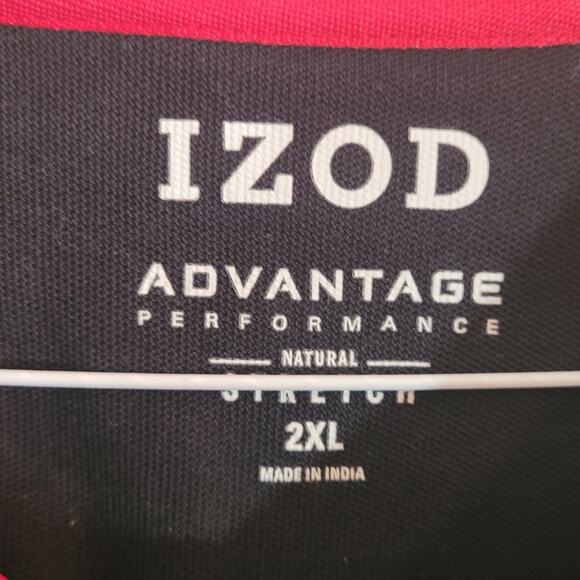 IZOD
ADVANTAGE
PERFORMANCE
NATURAL
STRETCH
2XL
MADE IN INDIA